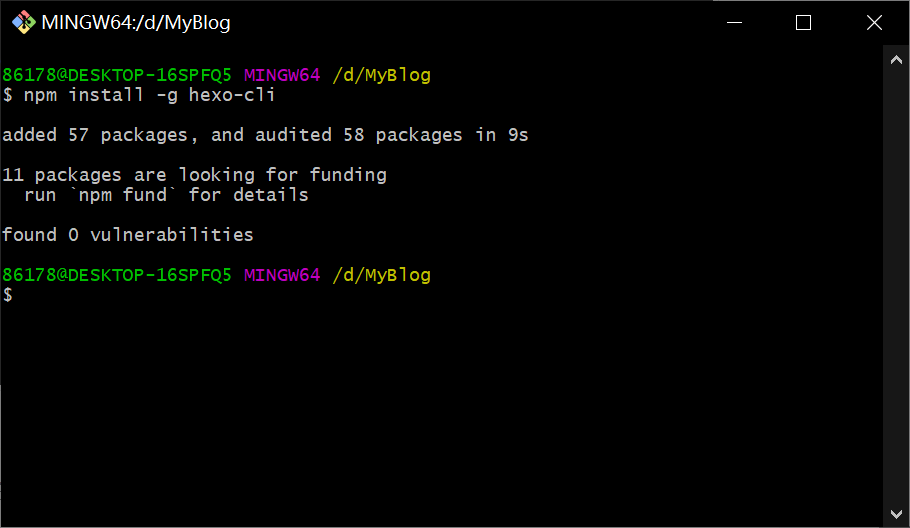 MINGW64:/d/MyBlog
86178@DESKTOP-16SPFQ5 MINGW64 /d/MyBlog
$ npm install -g hexo-cli
added 57 packages, and audited 58 packages in 9s
11 packages are looking for funding
  run `npm fund` for details
found 0 vulnerabilities
86178@DESKTOP-16SPFQ5 MINGW64 /d/MyBlog
$